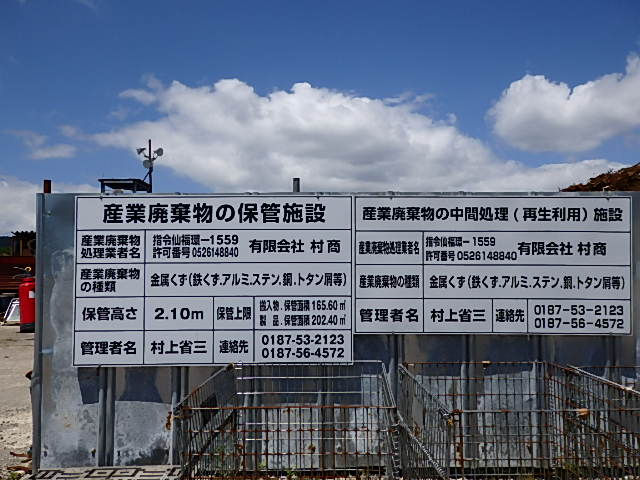 産業廃棄物の保管施設
産業廃棄物
処理業者名
指令仙福環ー1559
許可番号 0526148840
有限会社 村商
産業廃棄物
の種類
金属くず(鉄くず.アルミ.ステン.銅.トタン屑等)
保管高さ
2.10m
保管上限
搬入物.保管面積 165.60㎡
製 品.保管面積 202.40㎡
管理者名
村上省三
連絡先
0187-53-2123
0187-56-4572
産業廃棄物の中間処理(再生利用)施設
産業廃棄物処理業者名
指令仙福環ー1559
許可番号 0526148840
有限会社 村商
産業廃棄物の種類
金属くず(鉄くず.アルミ.ステン.銅.トタン屑等)
管理者名
村上省三
連絡先
0187-53-2123
0187-56-4572